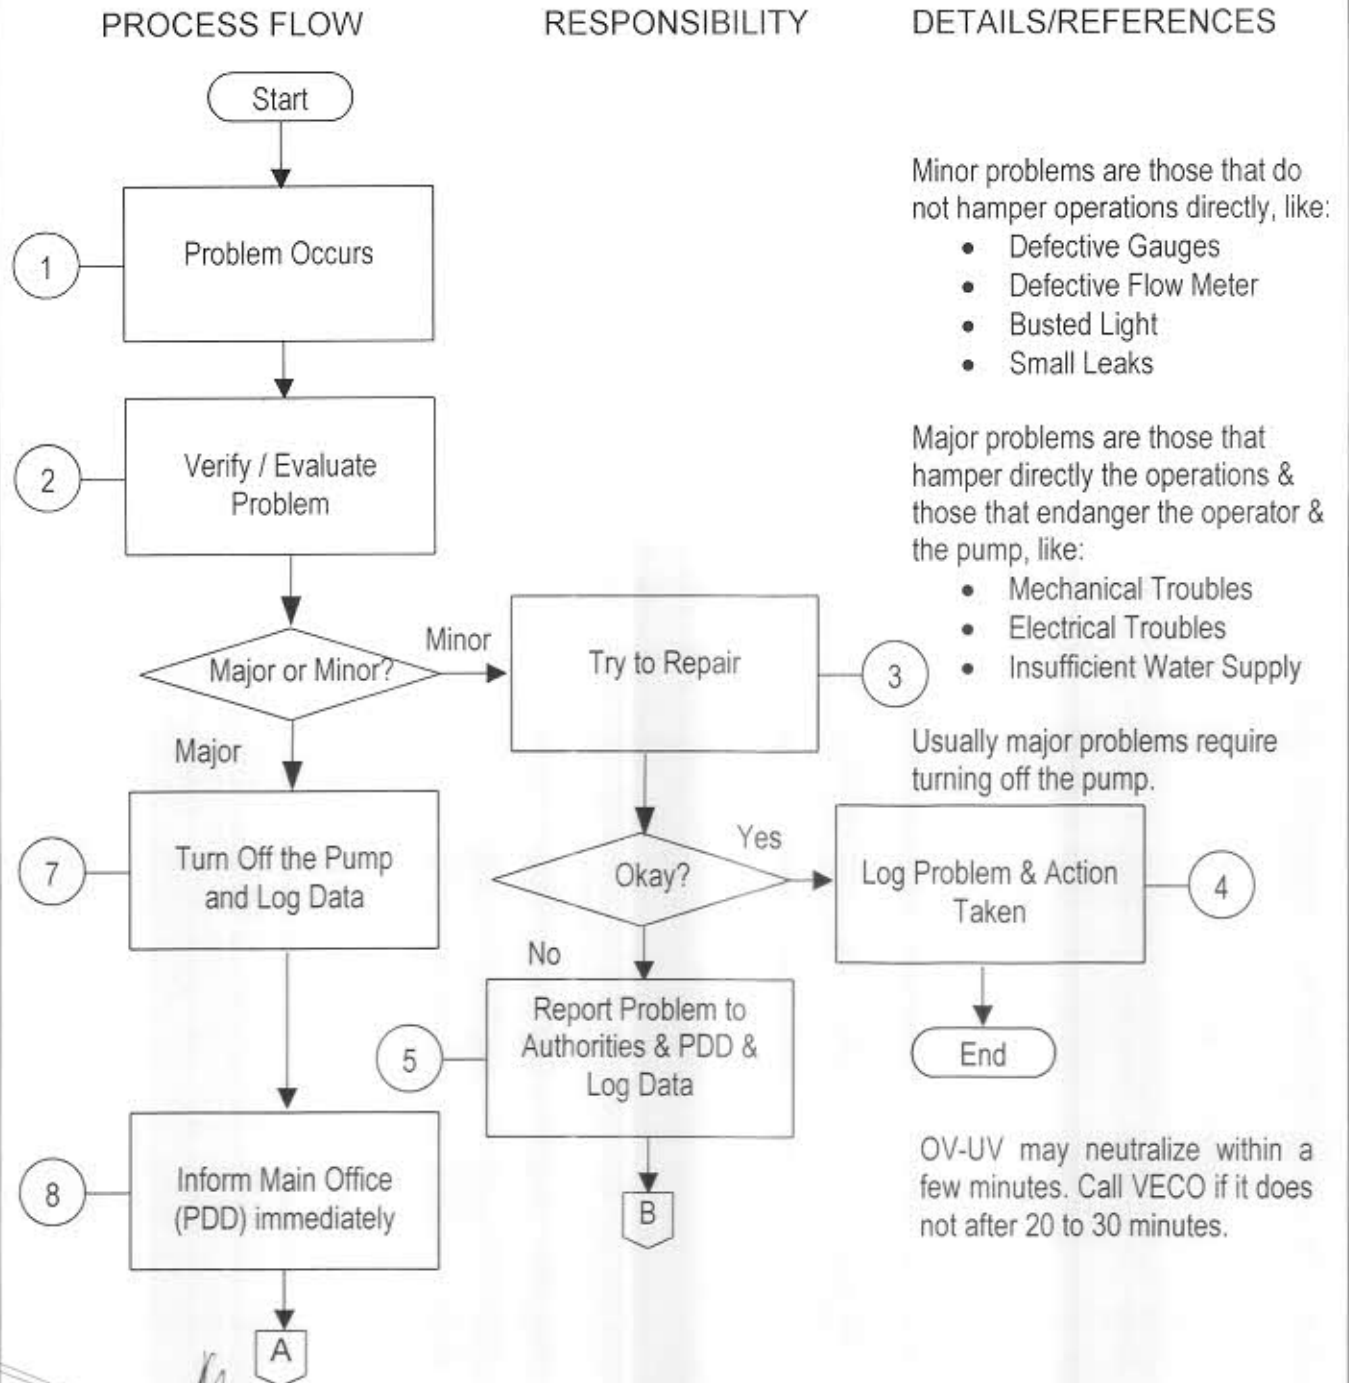 PROCESS FLOW
RESPONSIBILITY
DETAILS/REFERENCES
Start
1
Problem Occurs
2
Verify / Evaluate
Problem
Major or Minor?
Minor
Major
Try to Repair
3
7
Turn Off the Pump
and Log Data
Okay?
Yes
No
Log Problem & Action
Taken
4
End
5
Report Problem to
Authorities & PDD &
Log Data
B
8
Inform Main Office
(PDD) immediately
A
Minor problems are those that do
not hamper operations directly, like:
• Defective Gauges
• Defective Flow Meter
• Busted Light
• Small Leaks
Major problems are those that
hamper directly the operations &
those that endanger the operator &
the pump, like:
• Mechanical Troubles
• Electrical Troubles
• Insufficient Water Supply
Usually major problems require
turning off the pump.
OV-UV may neutralize within a
few minutes. Call VECO if it does
not after 20 to 30 minutes.